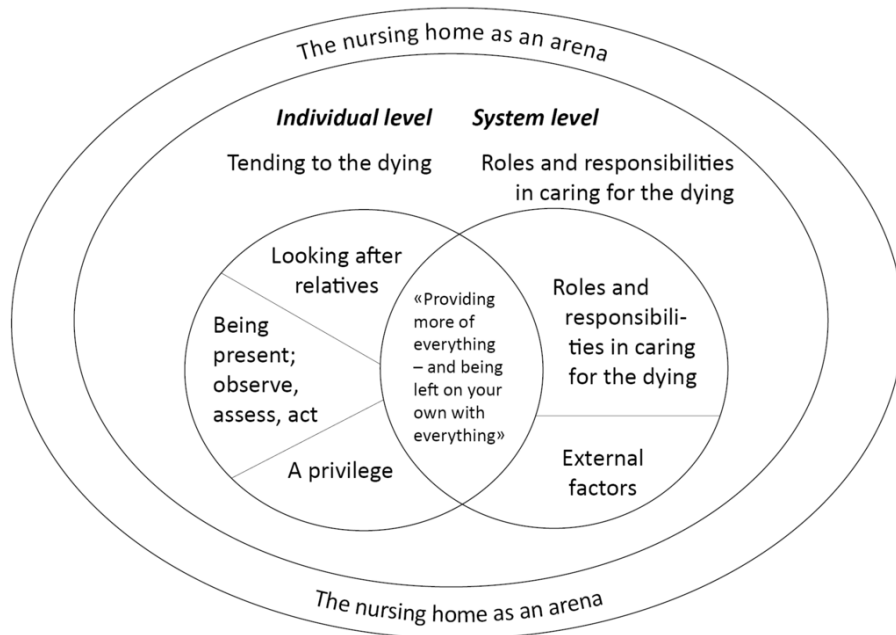 The nursing home as an arena
Individual level
System level
Tending to the dying
Roles and responsibilities
in caring for the dying
Looking after
relatives
Being
present;
observe,
assess, act
A privilege
«Providing
more of
everything
– and being
left on your
own with
everything»
Roles and
responsibili-
ties in caring
for the dying
External
factors
The nursing home as an arena